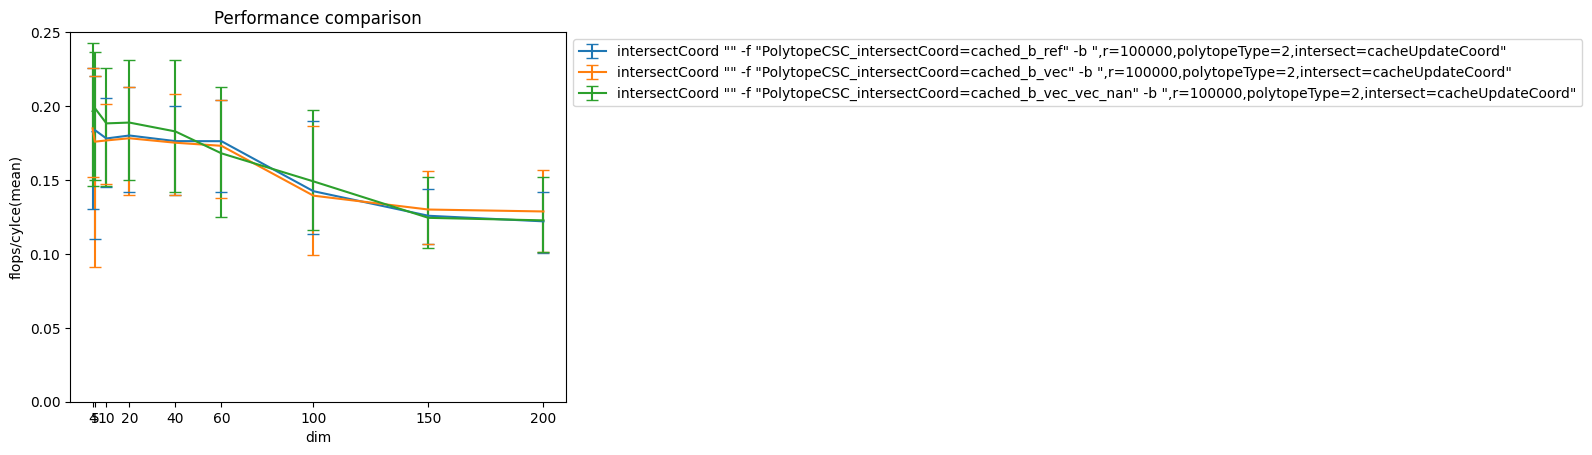 Performance comparison
intersectCoord "" -f "PolytopeCSC_intersectCoord=cached_b_ref" -b ",r=100000,polytopeType=2,intersect=cacheUpdateCoord"
intersectCoord "" -f "PolytopeCSC_intersectCoord=cached_b_vec" -b ",r=100000,polytopeType=2,intersect=cacheUpdateCoord"
intersectCoord "" -f "PolytopeCSC_intersectCoord=cached_b_vec_vec_nan" -b ",r=100000,polytopeType=2,intersect=cacheUpdateCoord"
flops/cylce(mean)
0.25
0.20
0.15
0.10
0.05
0.00
4 5 10 20 40 60 100 150 200
dim